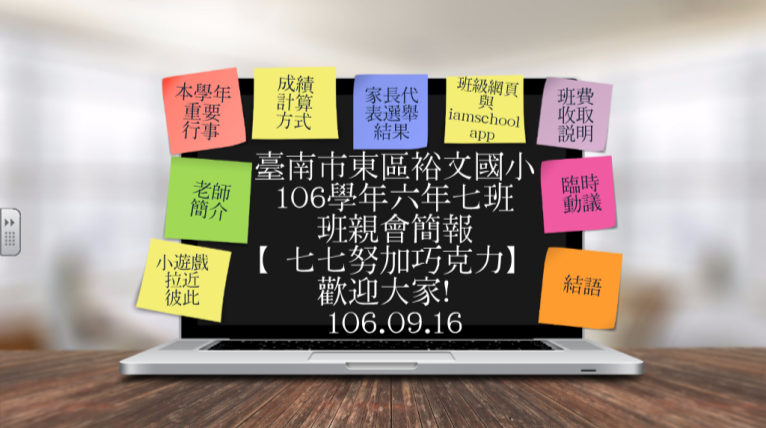 本學年
重要
行事
成績
計算
方式
家長代
表選舉
結果
班級網頁
與
iamschool
app
班費
收取
說明
老師
簡介
臺南市東區裕文國小
106學年六年七班
班親會簡報
【 七七努加巧克力】
歡迎大家!
106.09.16
臨時
動議
小遊戲
拉近
彼此
結語